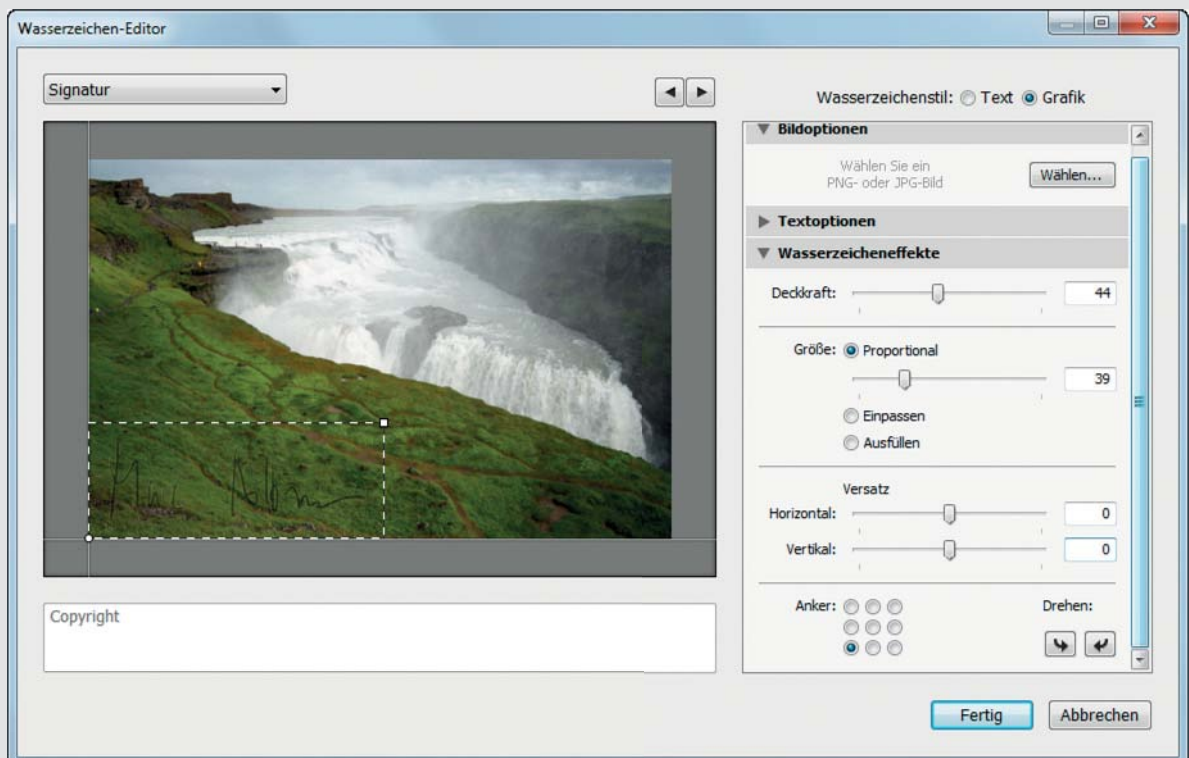 Wasserzeichen-Editor
Signatur
Wasserzeichenstil: Text Grafik
Bildoptionen
Wählen Sie ein
PNG- oder JPG-Bild
Wählen...
Textoptionen
Wasserzeicheneffekte
Deckkraft: 44
Größe: Proportional
39
Einpassen
Ausfüllen
Versatz
Horizontal: 0
Vertikal: 0
Anker: Drehen:
Copyright
Fertig Abbrechen